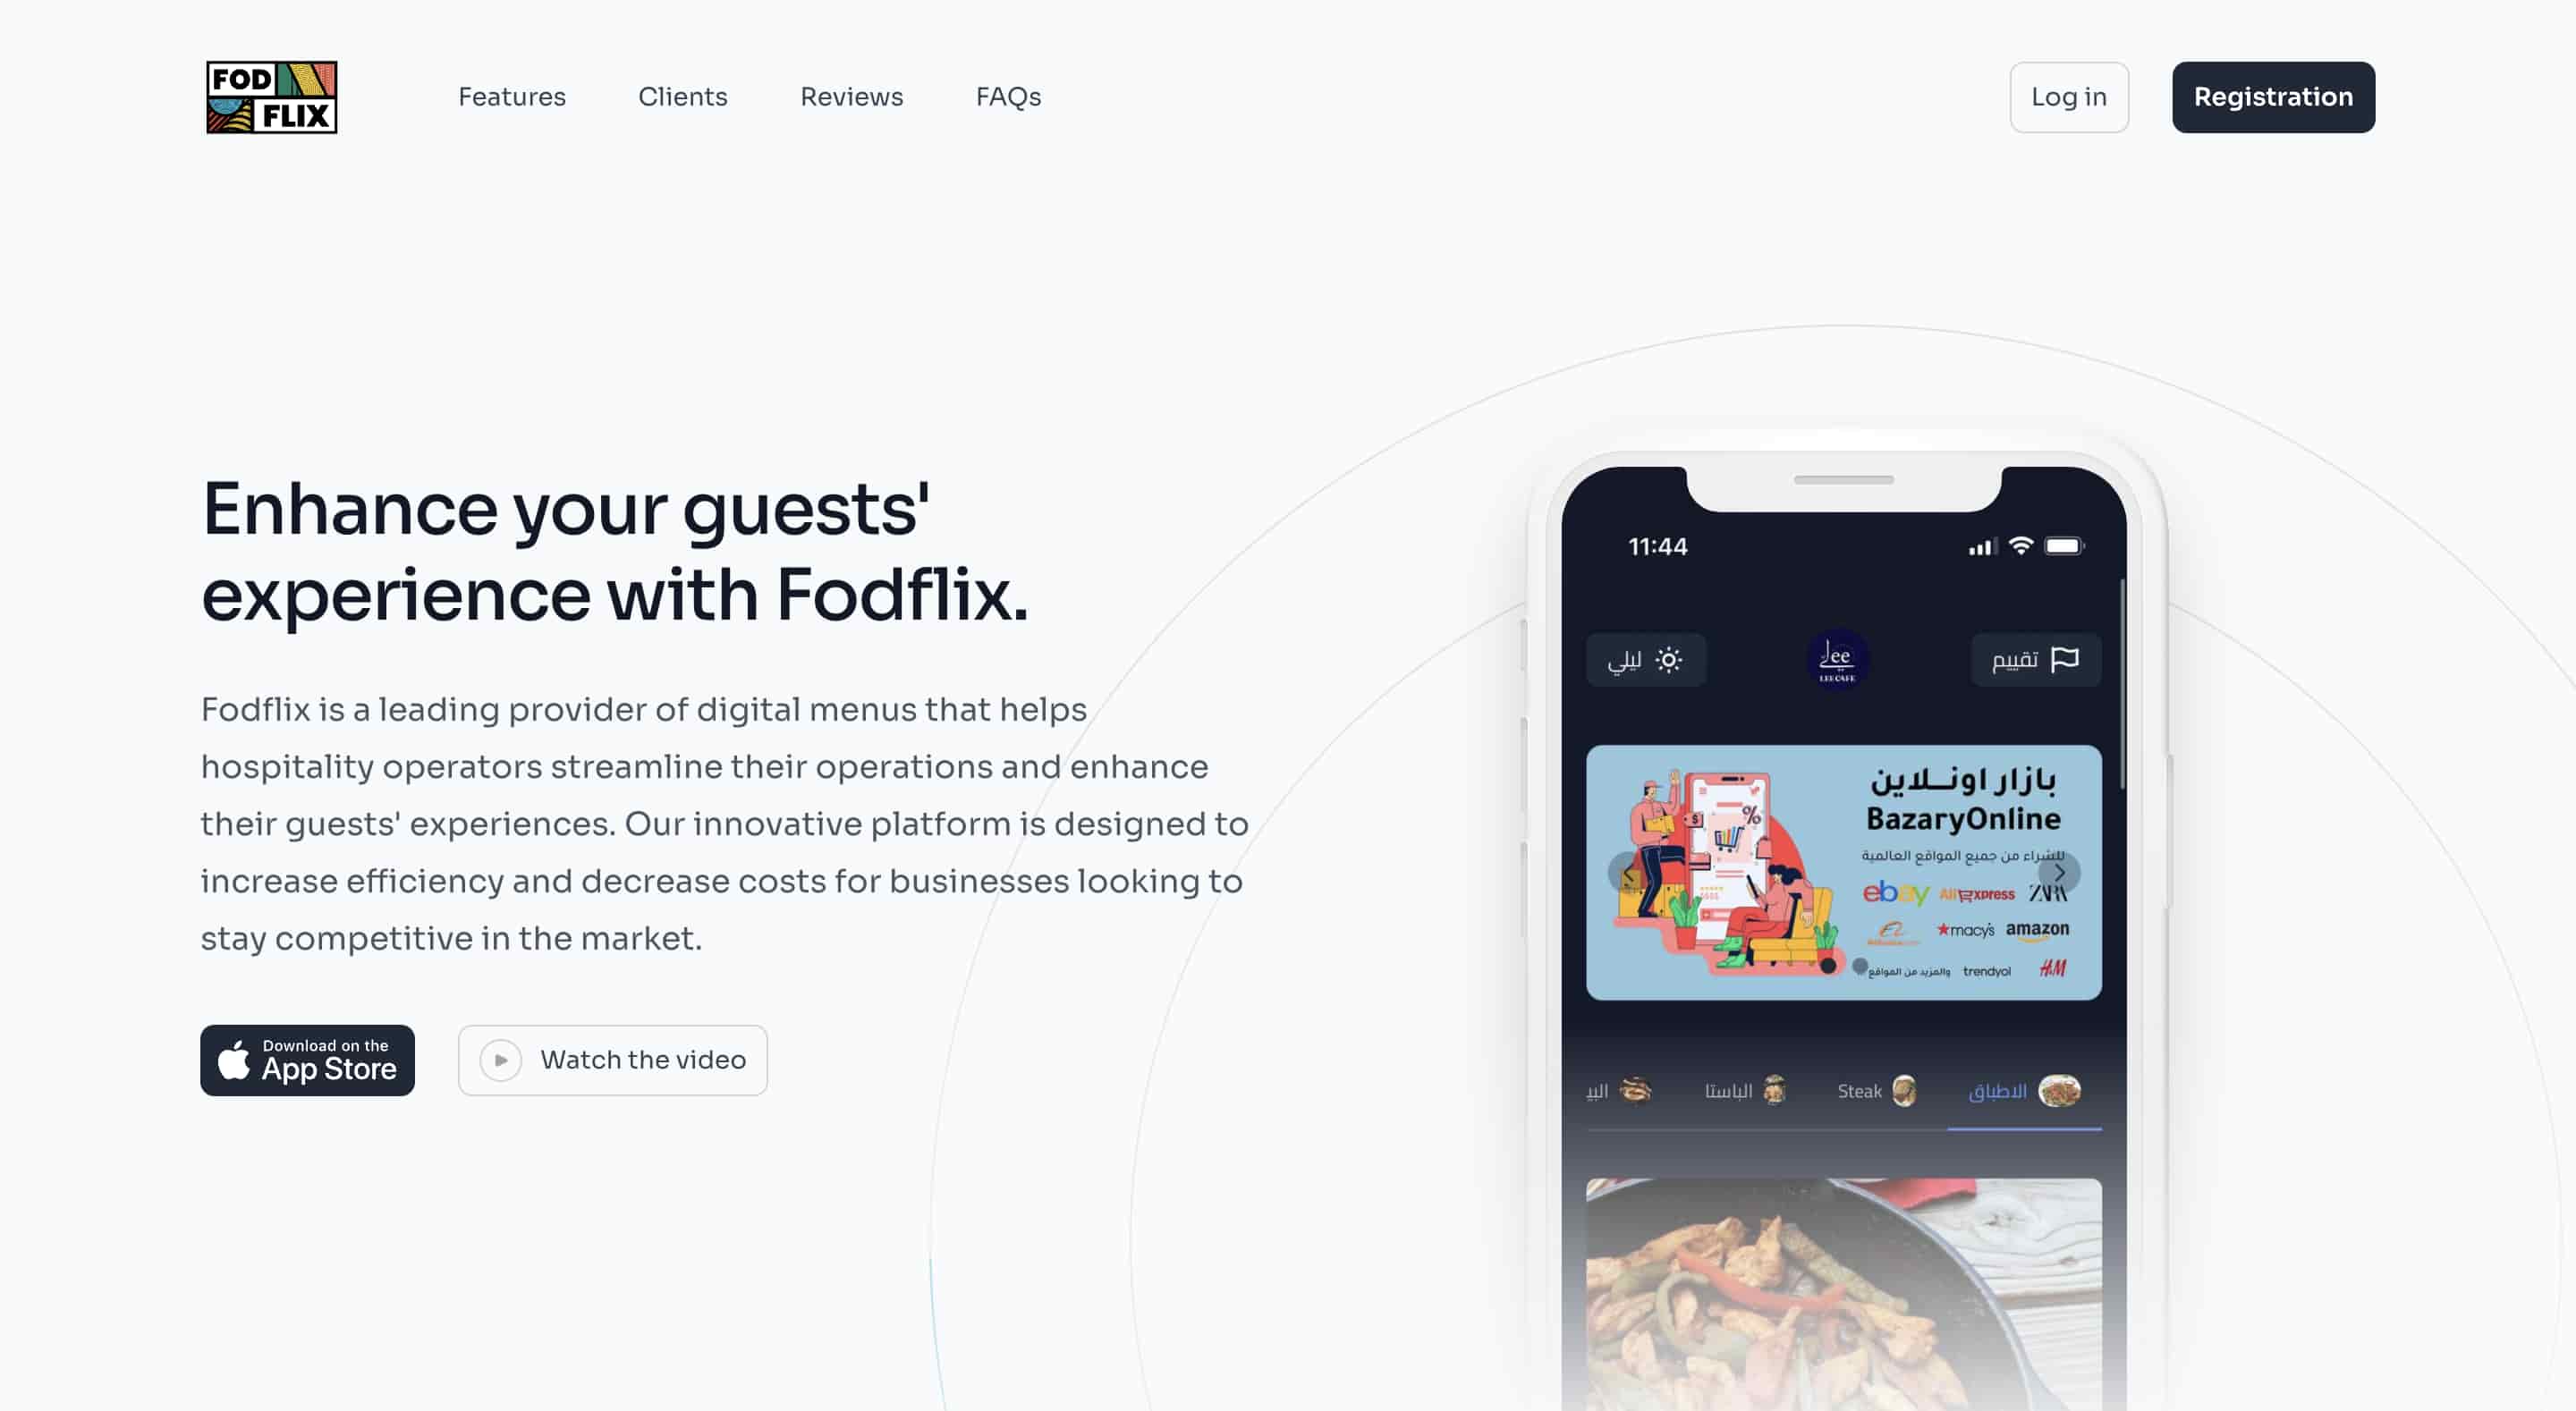 FOD
FLIX
Features
Clients
Reviews
FAQs
Log in
Registration
Enhance your guests'
experience with Fodflix.
Fodflix is a leading provider of digital menus that helps
hospitality operators streamline their operations and enhance
their guests' experiences. Our innovative platform is designed to
increase efficiency and decrease costs for businesses looking to
stay competitive in the market.
Download on the
App Store
Watch the video
11:44
تقييم
Lee
LEE CAFE
ليلي
بازار اونـــلاين
BazaryOnline
للشراء من جميع المواقع العالمية
ebay AliExpress ZARA
macy's amazon
والمزيد من المواقع trendyol H&M
الاطباق
Steak
الباستا